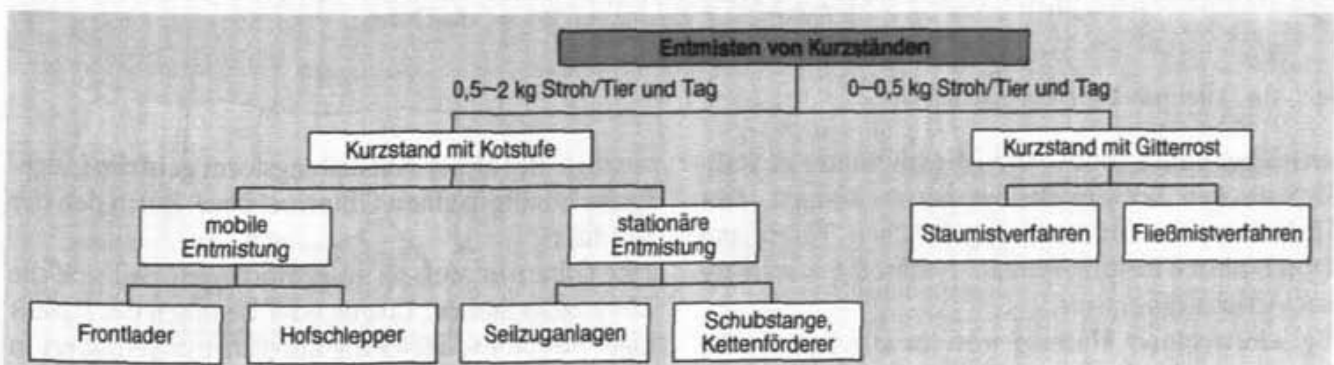 Entmisten von Kurzständen
0,5–2 kg Stroh/Tier und Tag
0–0,5 kg Stroh/Tier und Tag
Kurzstand mit Kotstufe
Kurzstand mit Gitterrost
mobile
Entmistung
stationäre
Entmistung
Staumistverfahren
Fließmistverfahren
Frontlader
Hofschlepper
Seilzuganlagen
Schubstange,
Kettenförderer